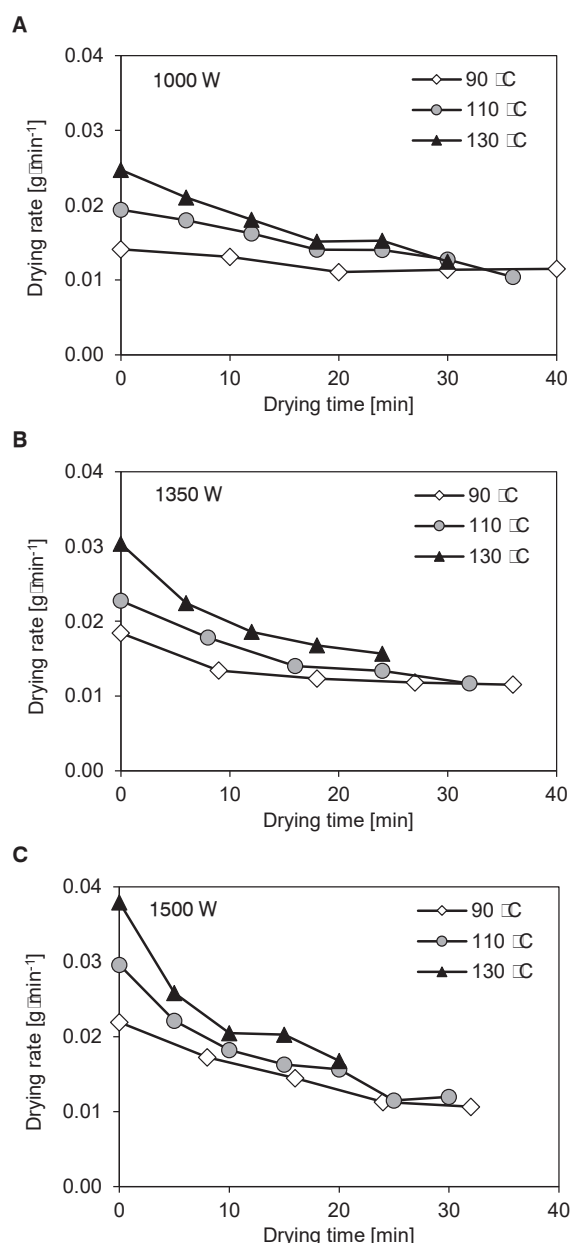 A
0.04
1000 W
90 °C
110 °C
130 °C
0.03
0.02
0.01
0.00
Drying rate [g·min⁻¹]
0 10 20 30 40
Drying time [min]
B
0.04
1350 W
90 °C
110 °C
130 °C
0.03
0.02
0.01
0.00
Drying rate [g·min⁻¹]
0 10 20 30 40
Drying time [min]
C
0.04
1500 W
90 °C
110 °C
130 °C
0.03
0.02
0.01
0.00
Drying rate [g·min⁻¹]
0 10 20 30 40
Drying time [min]